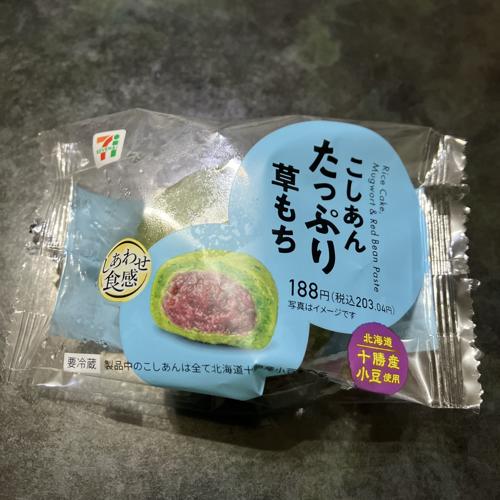 こしあん
たっぷり
草もち
Rice Cake,
Mugwort & Red Bean Paste
188円(税込203.04円)
写真はイメージです
しあわせ
食感
北海道
十勝産
小豆使用
要冷蔵 製品中のこしあんは全て北海道十